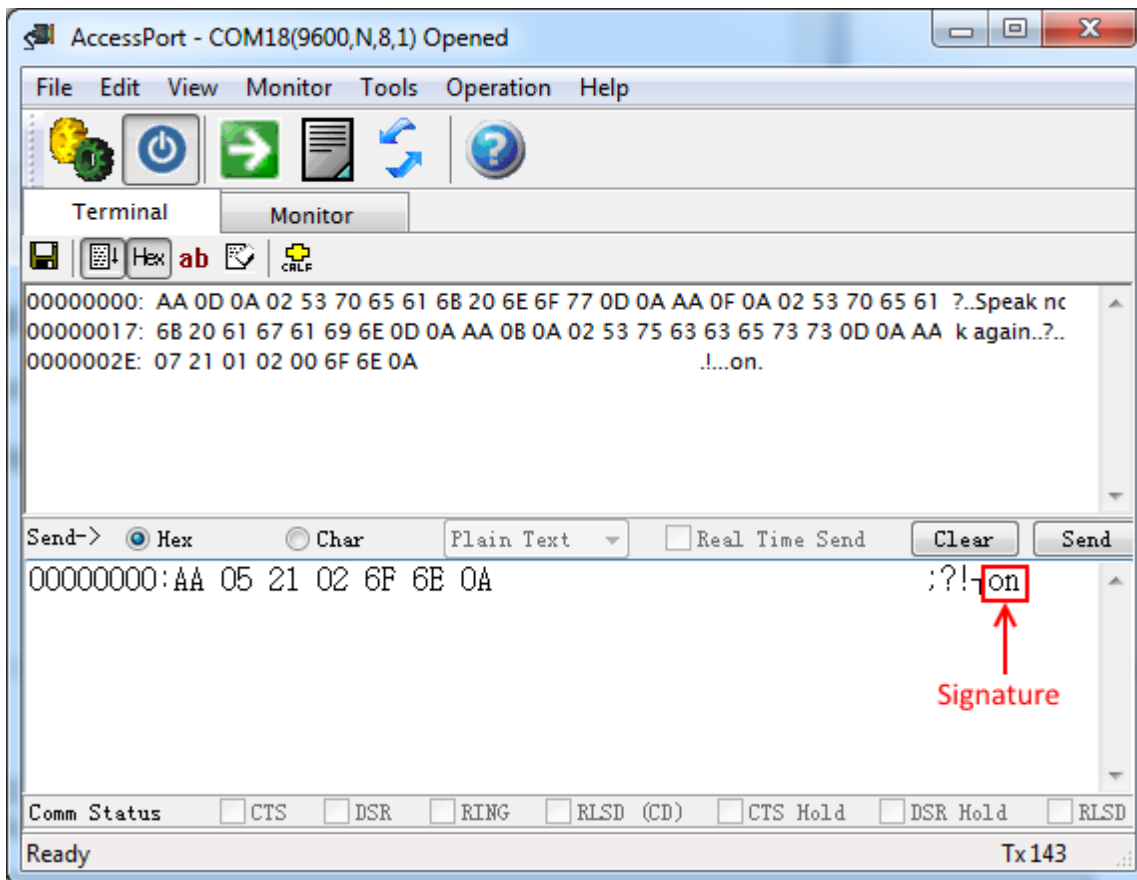 AccessPort - COM18(9600,N,8,1) Opened
File Edit View Monitor Tools Operation Help
Terminal Monitor
Hex ab CRLF
00000000: AA 0D 0A 02 53 70 65 61 6B 20 6E 6F 77 0D 0A AA 0F 0A 02 53 70 65 61 ?..Speak nc
00000017: 6B 20 61 67 61 69 6E 0D 0A AA 0B 0A 02 53 75 63 63 65 73 73 0D 0A AA k again..?..
0000002E: 07 21 01 02 00 6F 6E 0A .!...on.
Send-> Hex Char Plain Text Real Time Send Clear Send
00000000:AA 05 21 02 6F 6E 0A ;?!┐on
Signature
Comm Status CTS DSR RING RLSD (CD) CTS Hold DSR Hold RLSD
Ready Tx 143